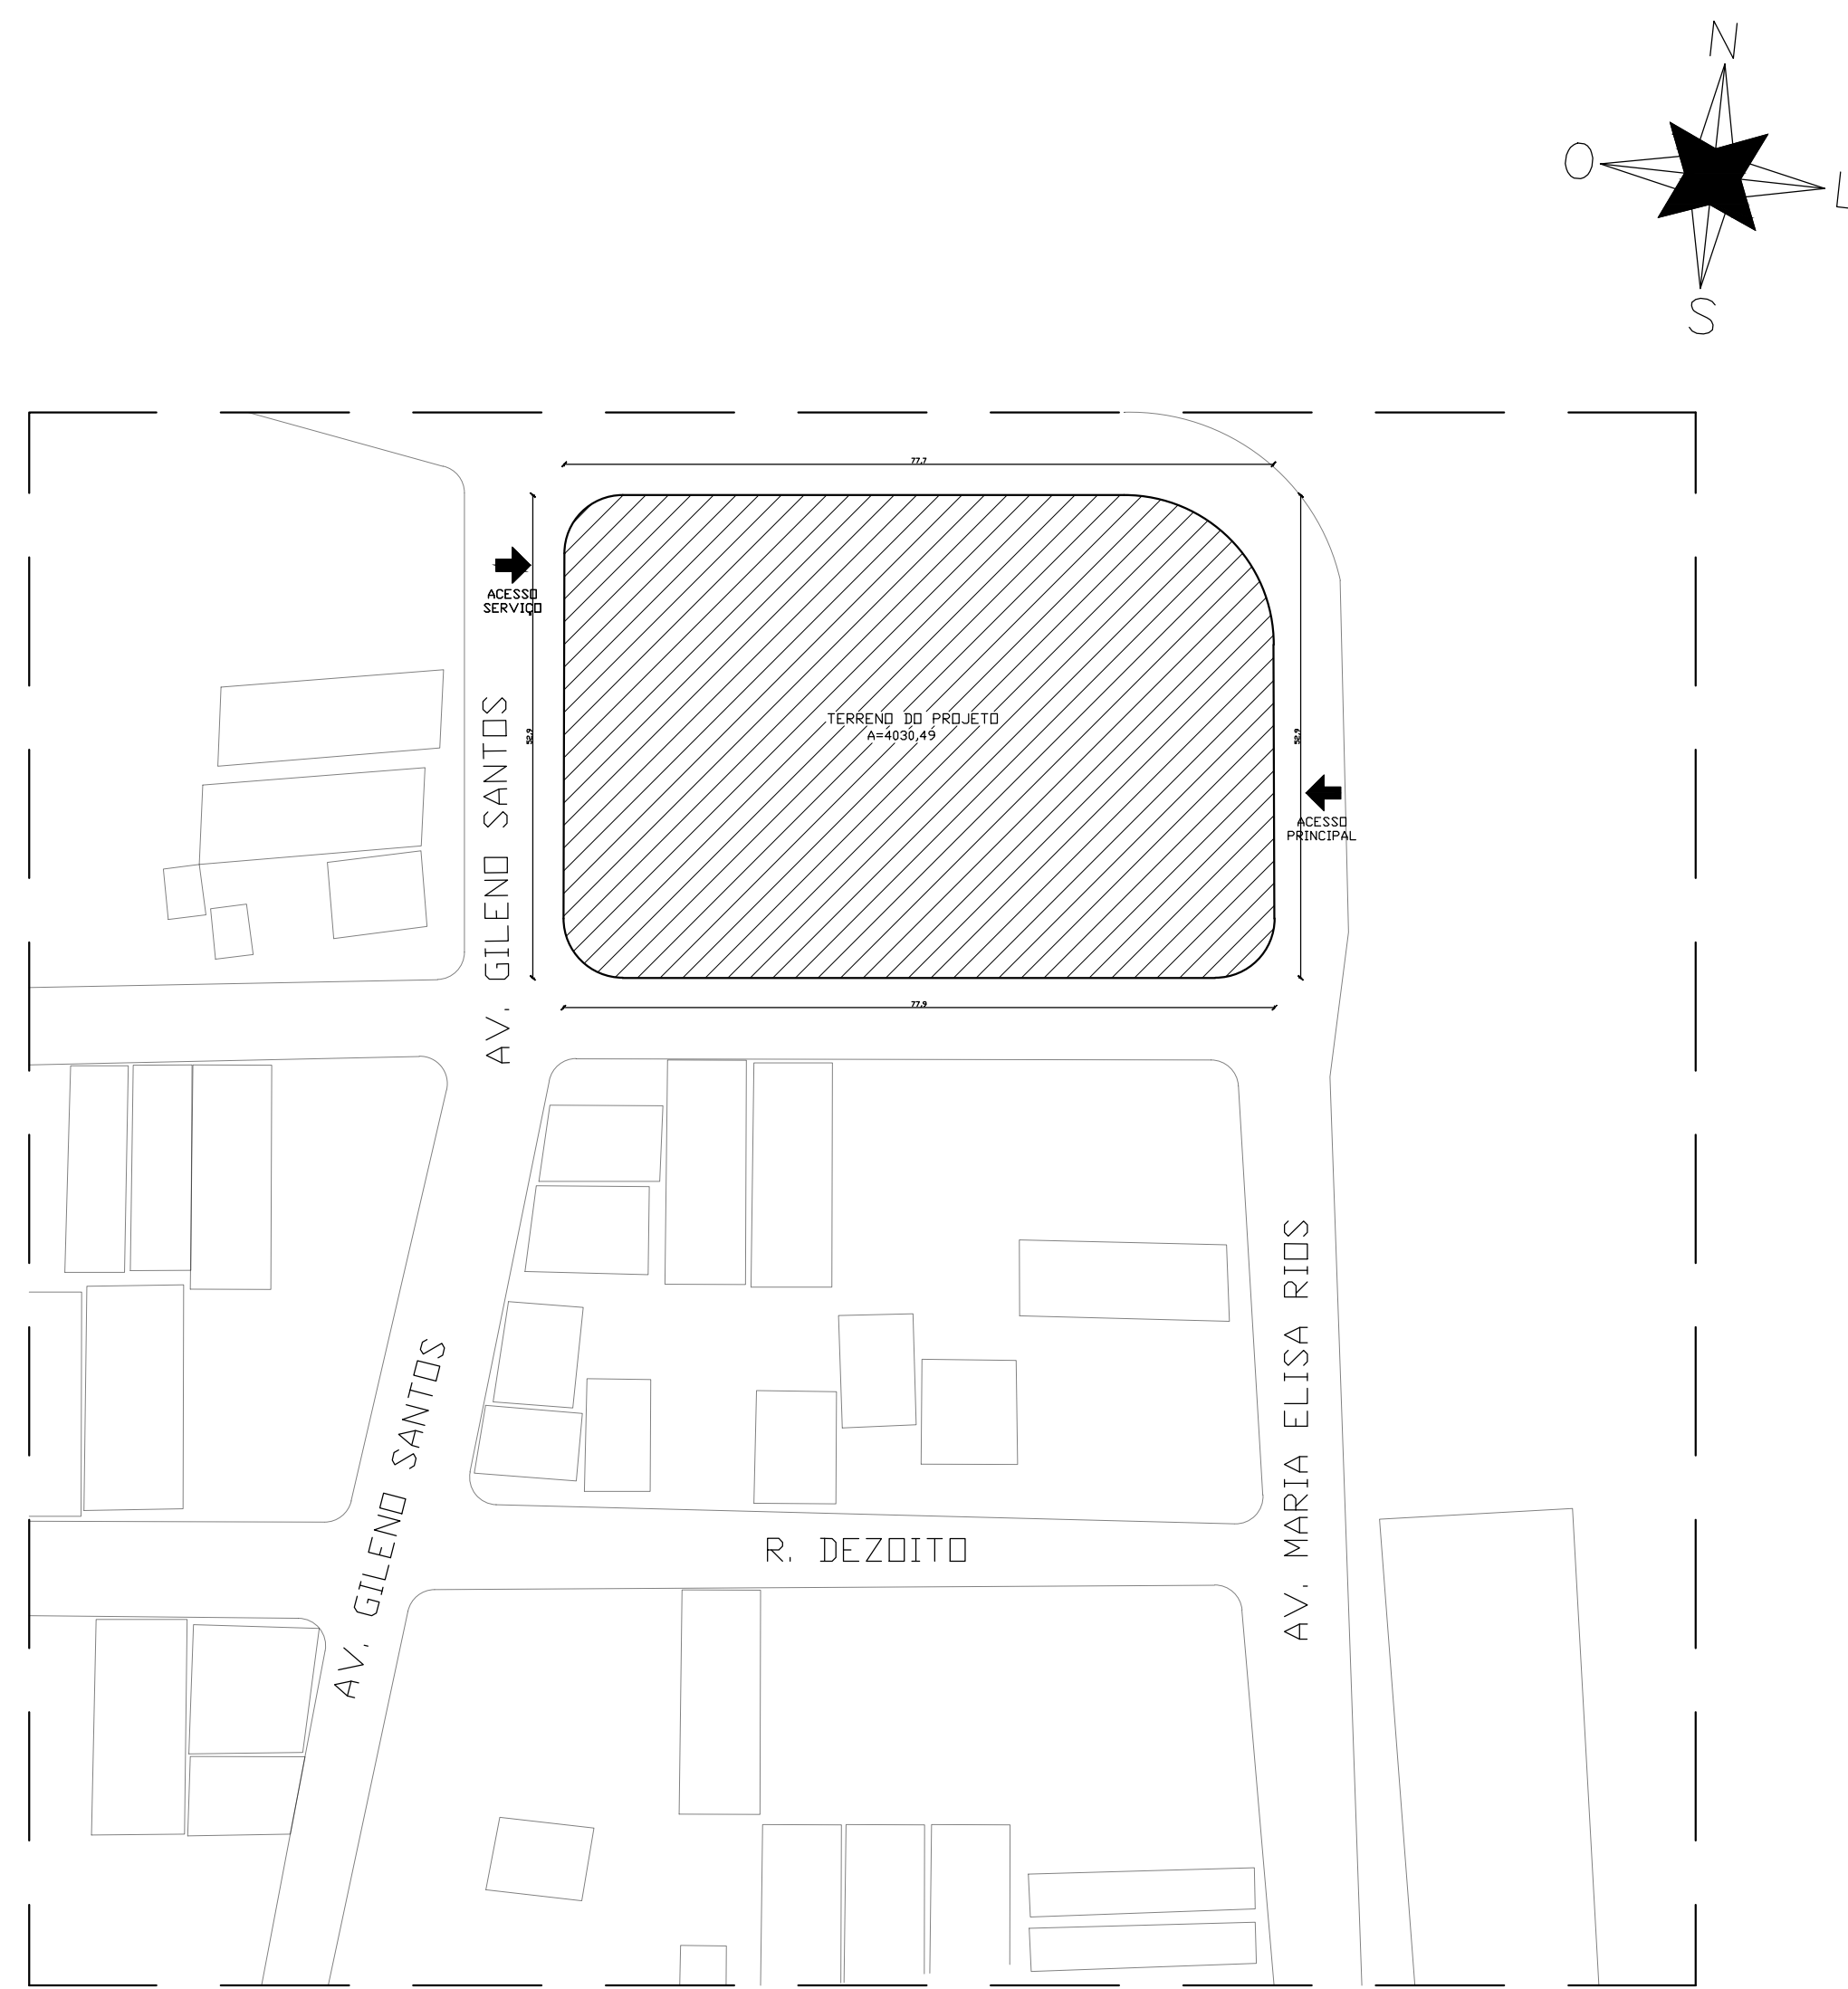 N
O
L
S
77,7
ACESSO
SERVIÇO
52,9
AV. GILENO SANTOS
TERRENO DO PROJETO
A=4030,49
52,9
ACESSO
PRINCIPAL
77,9
AV. GILENO SANTOS
R. DEZOITO
AV. MARIA ELISA RIOS